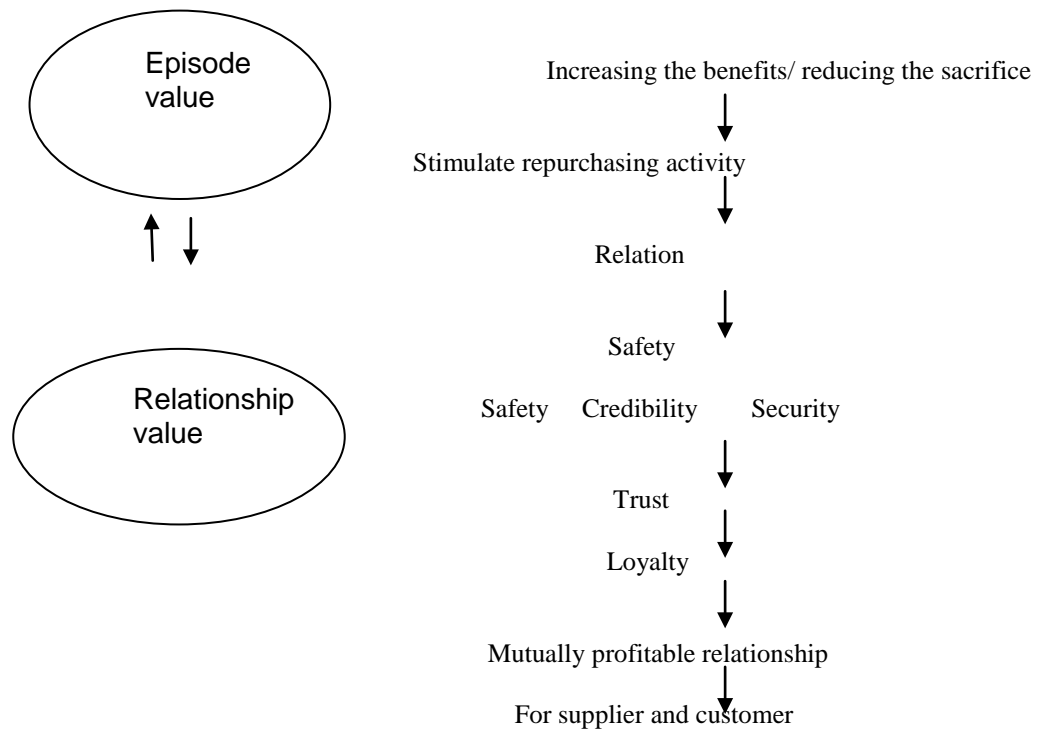 Episode
value
Increasing the benefits/ reducing the sacrifice
Stimulate repurchasing activity
Relation
Safety
Relationship
value
Safety Credibility Security
Trust
Loyalty
Mutually profitable relationship
For supplier and customer